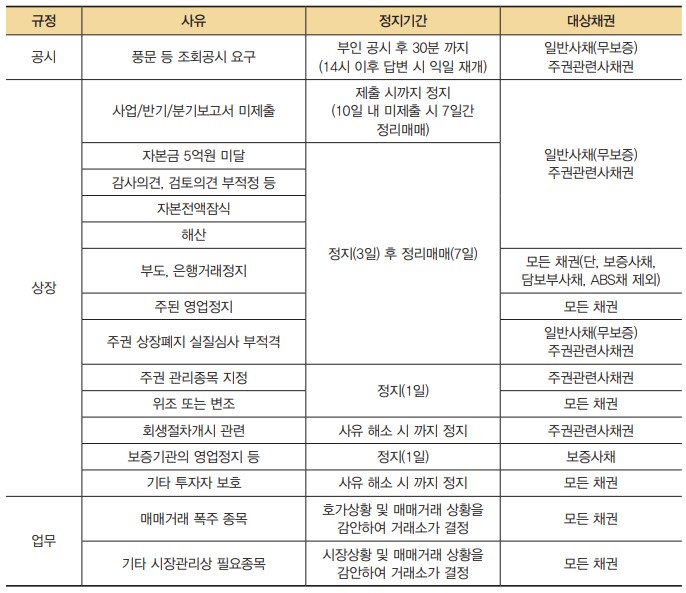 규정 사유 정지기간 대상채권
공시 풍문 등 조회공시 요구 부인 공시 후 30분 까지
(14시 이후 답변 시 익일 재개) 일반사채(무보증)
주권관련사채권
상장 사업/반기/분기보고서 미제출 제출 시까지 정지
(10일 내 미제출 시 7일간
정리매매) 일반사채(무보증)
주권관련사채권
자본금 5억원 미달 정지(3일) 후 정리매매(7일)
감사의견, 검토의견 부적정 등
자본전액잠식
해산
부도, 은행거래정지 모든 채권(단, 보증사채,
담보부사채, ABS채 제외)
주된 영업정지 모든 채권
주권 상장폐지 실질심사 부적격 일반사채(무보증)
주권관련사채권
주권 관리종목 지정 정지(1일) 주권관련사채권
위조 또는 변조 모든 채권
회생절차개시 관련 사유 해소 시 까지 정지 주권관련사채권
보증기관의 영업정지 등 정지(1일) 보증사채
기타 투자자 보호 사유 해소 시 까지 정지 모든 채권
업무 매매거래 폭주 종목 호가상황 및 매매거래 상황을
감안하여 거래소가 결정 모든 채권
기타 시장관리상 필요종목 시장상황 및 매매거래 상황을
감안하여 거래소가 결정 모든 채권